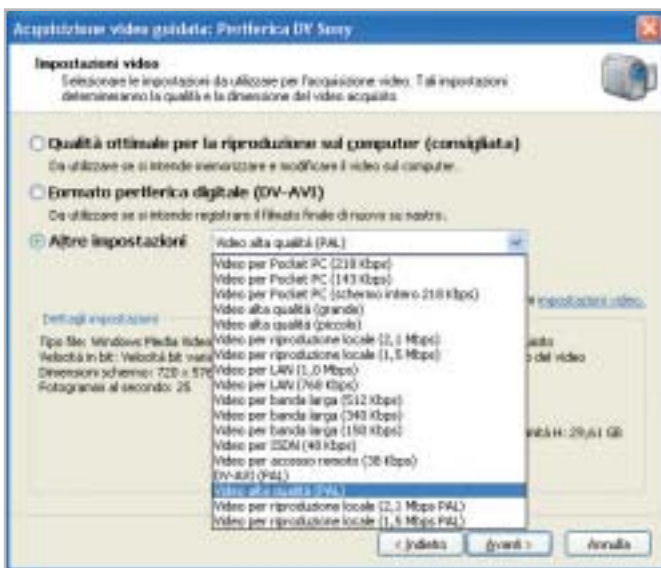 Acquisizione video guidata: Periferica DV Sony
Impostazioni video
Selezionare le impostazioni da utilizzare per l'acquisizione video. Tali impostazioni
determineranno la qualità e la dimensione del video acquisito.
Qualità ottimale per la riproduzione sul computer (consigliata)
Da utilizzare se si intende memorizzare e modificare il video sul computer.
Formato periferica digitale (DV-AVI)
Da utilizzare se si intende registrare il filmato finale di nuovo su nastro.
Altre impostazioni
Video alta qualità (PAL)
Video per Pocket PC (218 Kbps)
Video per Pocket PC (143 Kbps)
Video per Pocket PC (schermo intero 218 Kbps)
Video alta qualità (grande)
Video alta qualità (piccolo)
Video per riproduzione locale (2,1 Mbps)
Video per riproduzione locale (1,5 Mbps)
Video per LAN (1,0 Mbps)
Video per LAN (768 Kbps)
Video per banda larga (512 Kbps)
Video per banda larga (340 Kbps)
Video per banda larga (150 Kbps)
Video per ISDN (48 Kbps)
Video per accesso remoto (38 Kbps)
DV-AVI (PAL)
Video alta qualità (PAL)
Video per riproduzione locale (2,1 Mbps PAL)
Video per riproduzione locale (1,5 Mbps PAL)
impostazioni video.
Dettagli impostazioni
Tipo file: Windows Media Video
Velocità in bit: Velocità bit
Dimensioni schermo: 720 x 576
Fotogrammi al secondo: 25
del video
H: 29,61 GB
< Indietro
Avanti >
Annulla